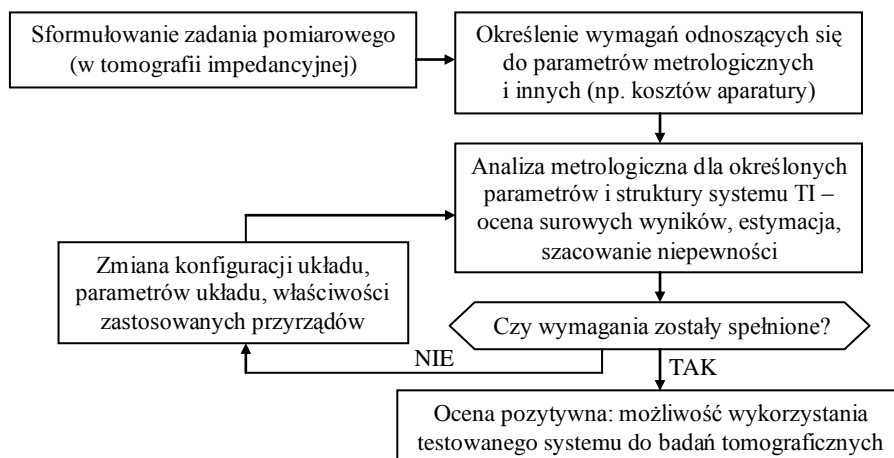 Sformułowanie zadania pomiarowego
(w tomografii impedancyjnej)
Określenie wymagań odnoszących się
do parametrów metrologicznych
i innych (np. kosztów aparatury)
Analiza metrologiczna dla określonych
parametrów i struktury systemu TI –
ocena surowych wyników, estymacja,
szacowanie niepewności
Zmiana konfiguracji układu,
parametrów układu, właściwości
zastosowanych przyrządów
Czy wymagania zostały spełnione?
NIE
TAK
Ocena pozytywna: możliwość wykorzystania
testowanego systemu do badań tomograficznych